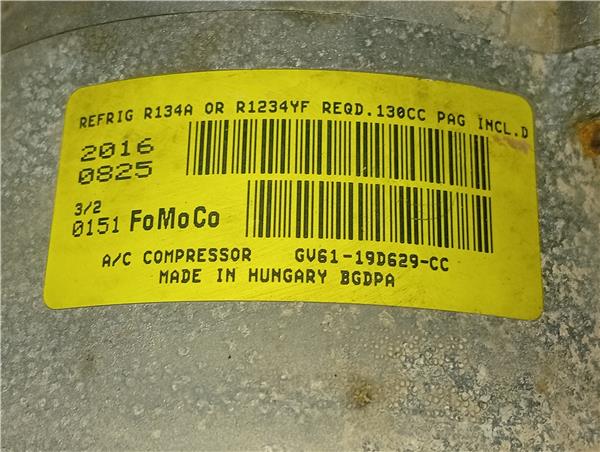 REFRIG R134A OR R1234YF REQD.130CC PAG INCL.D
2016
0825
3/2
0151 FoMoCo
A/C COMPRESSOR GV61-19D629-CC
MADE IN HUNGARY BGDPA